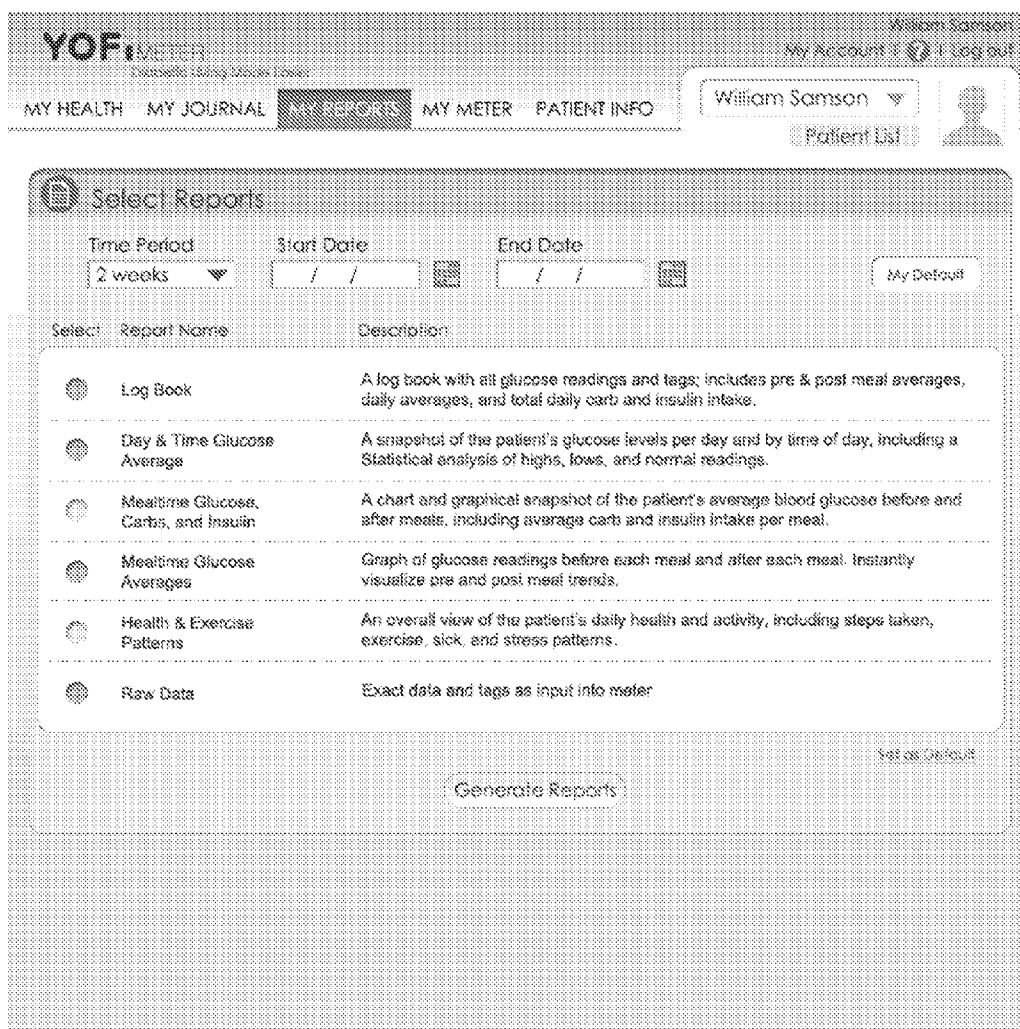 William Samson
YOFiMETER
My Account | ? | Log out
Diabetic Living Made Easier
MY HEALTH MY JOURNAL MY REPORTS MY METER PATIENT INFO
William Samson
Patient List
Select Reports
Time Period Start Date End Date
2 weeks / / / / My Default
Select Report Name Description
Log Book
A log book with all glucose readings and tags; includes pre & post meal averages,
daily averages, and total daily carb and insulin intake.
Day & Time Glucose
Average
A snapshot of the patient's glucose levels per day and by time of day, including a
Statistical analysis of highs, lows, and normal readings.
Mealtime Glucose,
Carbs, and Insulin
A chart and graphical snapshot of the patient's average blood glucose before and
after meals, including average carb and insulin intake per meal.
Mealtime Glucose
Averages
Graph of glucose readings before each meal and after each meal. Instantly
visualize pre and post meal trends.
Health & Exercise
Patterns
An overall view of the patient's daily health and activity, including steps taken,
exercise, sick, and stress patterns.
Raw Data
Exact data and tags as input into meter
Set as Default
Generate Reports